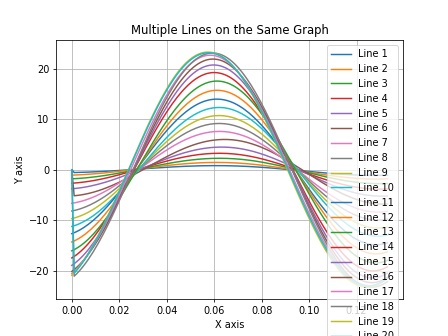 Multiple Lines on the Same Graph
Y axis
20
10
0
−10
−20
0.00
0.02
0.04
0.06
0.08
0.10
X axis
Line 1
Line 2
Line 3
Line 4
Line 5
Line 6
Line 7
Line 8
Line 9
Line 10
Line 11
Line 12
Line 13
Line 14
Line 15
Line 16
Line 17
Line 18
Line 19
Line 20